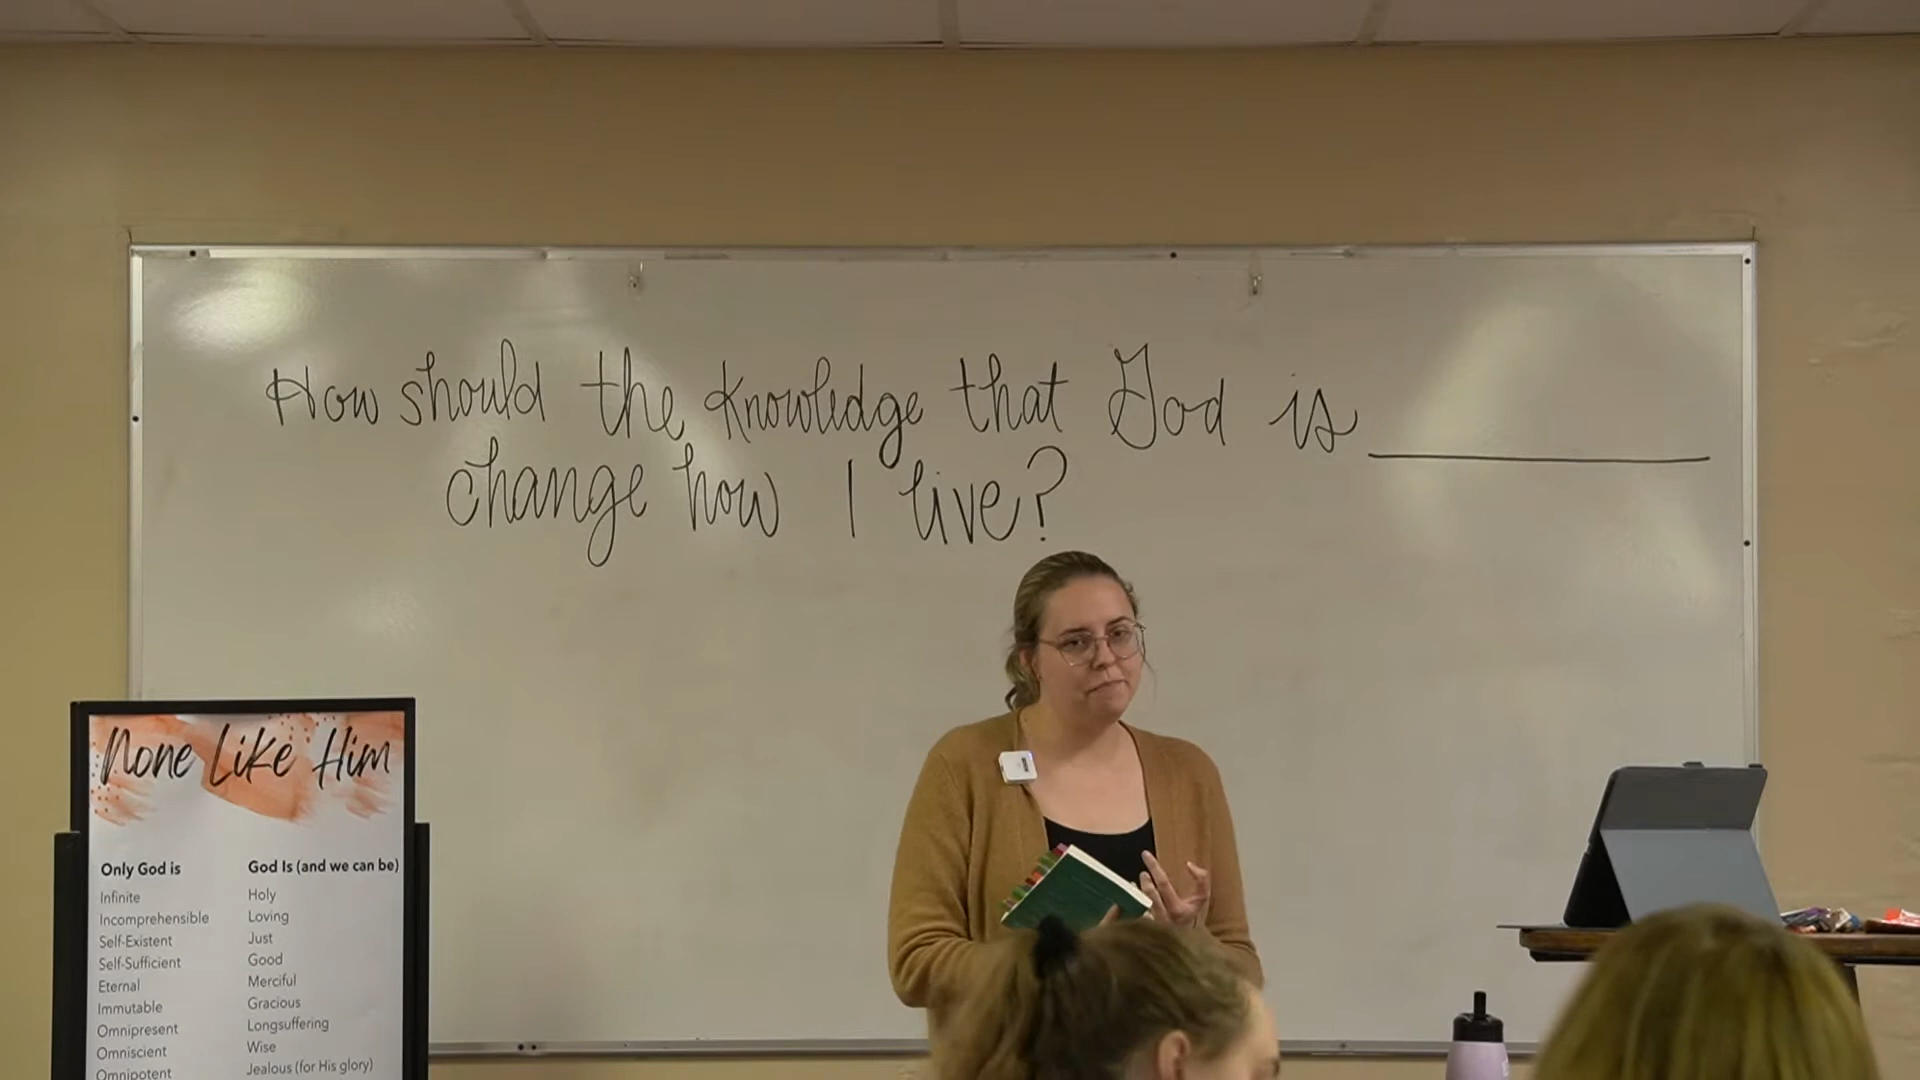 How should the knowledge that God is ________
change how I live?
None Like Him
Only God is
Infinite
Incomprehensible
Self-Existent
Self-Sufficient
Eternal
Immutable
Omnipresent
Omniscient
Omnipotent
God Is (and we can be)
Holy
Loving
Just
Good
Merciful
Gracious
Longsuffering
Wise
Jealous (for His glory)